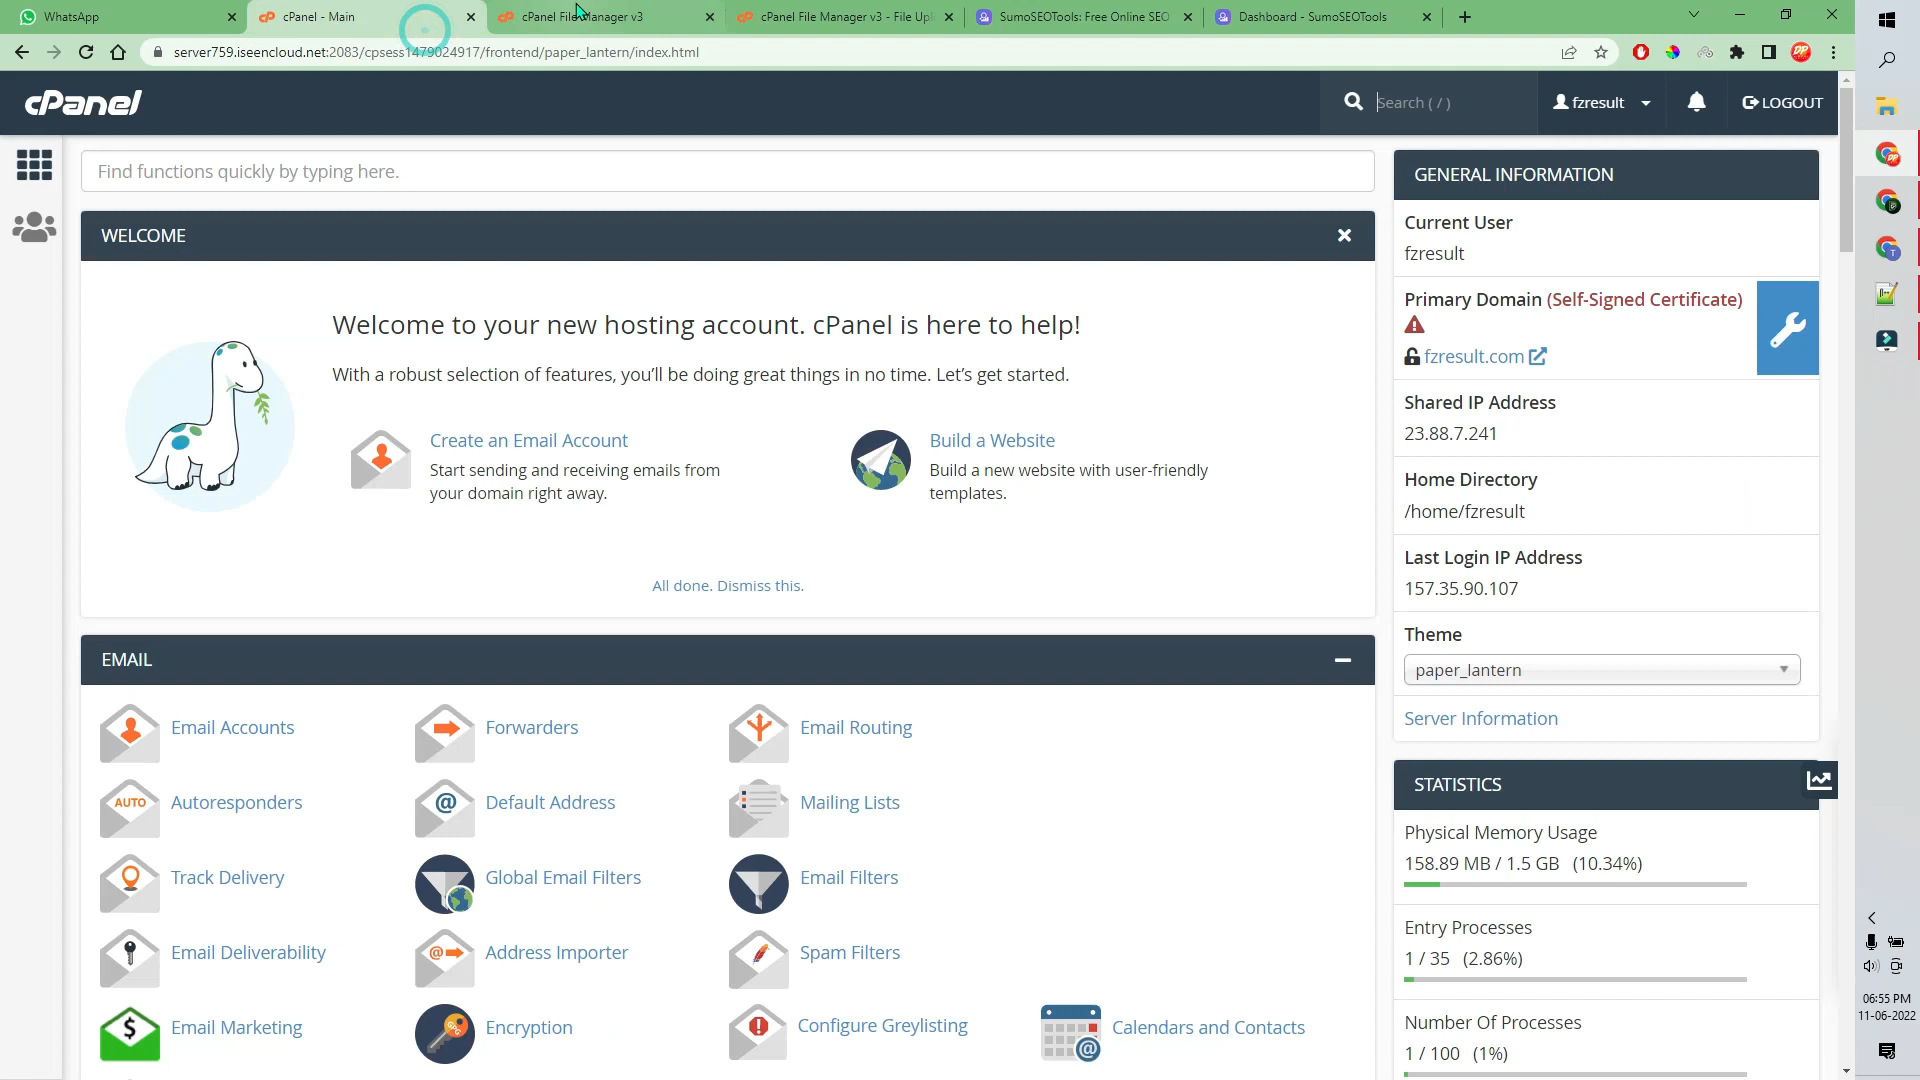 WhatsApp
cPanel - Main
cPanel File Manager v3
cPanel File Manager v3 - File Upl
SumoSEOTools: Free Online SEO
Dashboard - SumoSEOTools
server759.iseencloud.net:2083/cpsess1479024917/frontend/paper_lantern/index.html
cPanel
Search ( / )
fzresult
LOGOUT
Find functions quickly by typing here.
WELCOME
Welcome to your new hosting account. cPanel is here to help!
With a robust selection of features, you'll be doing great things in no time. Let's get started.
Create an Email Account
Start sending and receiving emails from
your domain right away.
Build a Website
Build a new website with user-friendly
templates.
All done. Dismiss this.
EMAIL
Email Accounts
Forwarders
Email Routing
AUTO
Autoresponders
Default Address
Mailing Lists
Track Delivery
Global Email Filters
Email Filters
Email Deliverability
Address Importer
Spam Filters
Email Marketing
GPG
Encryption
Configure Greylisting
Calendars and Contacts
GENERAL INFORMATION
Current User
fzresult
Primary Domain (Self-Signed Certificate)
fzresult.com
Shared IP Address
23.88.7.241
Home Directory
/home/fzresult
Last Login IP Address
157.35.90.107
Theme
paper_lantern
Server Information
STATISTICS
Physical Memory Usage
158.89 MB / 1.5 GB (10.34%)
Entry Processes
1 / 35 (2.86%)
Number Of Processes
1 / 100 (1%)
06:55 PM
11-06-2022